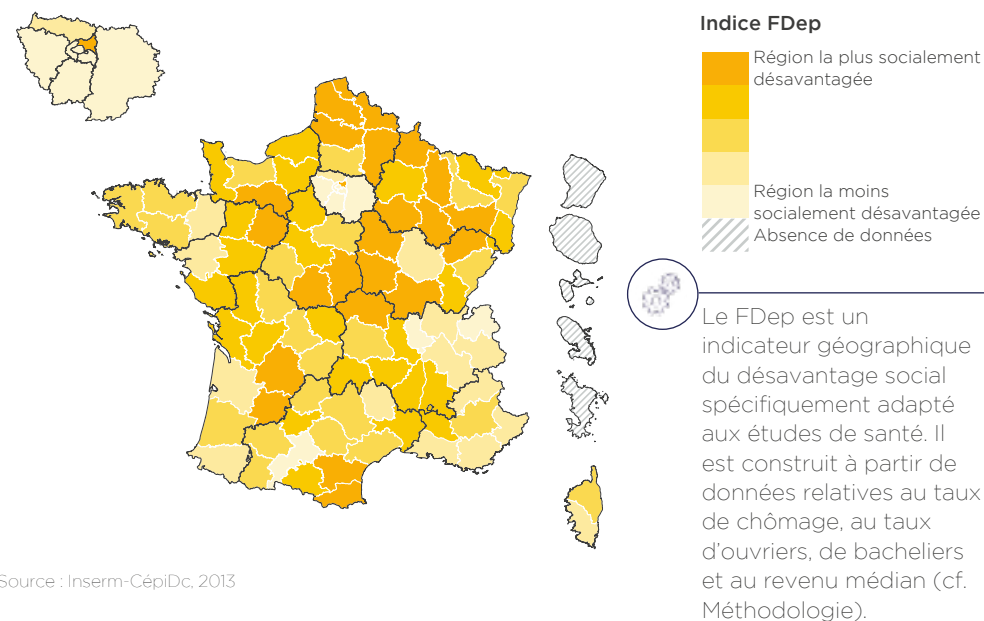 Indice FDep
Région la plus socialement
désavantagée
Région la moins
socialement désavantagée
Absence de données
Le FDep est un
indicateur géographique
du désavantage social
spécifiquement adapté
aux études de santé. Il
est construit à partir de
données relatives au taux
de chômage, au taux
d’ouvriers, de bacheliers
et au revenu médian (cf.
Méthodologie).
Source : Inserm-CépiDc, 2013